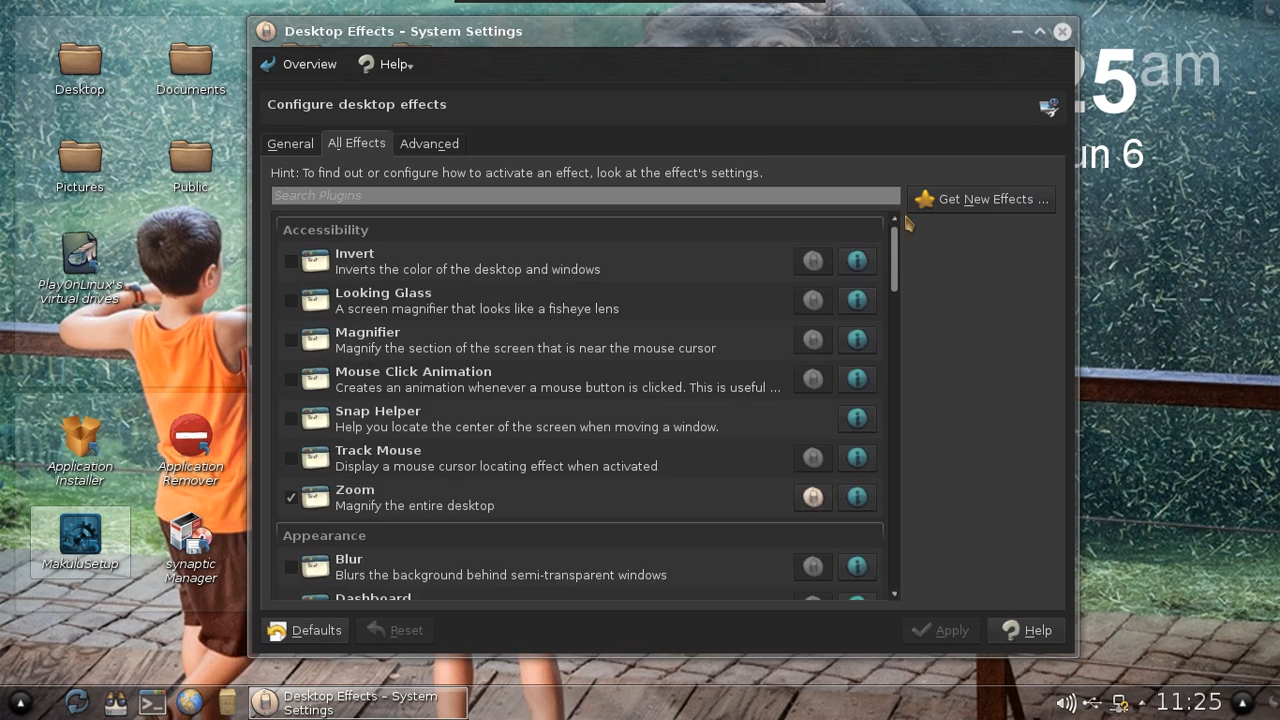 Desktop
Documents
Pictures
Public
PlayOnLinux's
virtual drives
Application
Installer
Application
Remover
MakuluSetup
synaptic
Manager
Desktop Effects – System Settings
Overview
Help
Configure desktop effects
General
All Effects
Advanced
Hint: To find out or configure how to activate an effect, look at the effect's settings.
Search Plugins
Get New Effects ...
Accessibility
Invert
Inverts the color of the desktop and windows
Looking Glass
A screen magnifier that looks like a fisheye lens
Magnifier
Magnify the section of the screen that is near the mouse cursor
Mouse Click Animation
Creates an animation whenever a mouse button is clicked. This is useful ...
Snap Helper
Help you locate the center of the screen when moving a window.
Track Mouse
Display a mouse cursor locating effect when activated
Zoom
Magnify the entire desktop
Appearance
Blur
Blurs the background behind semi-transparent windows
Dashboard
Defaults
Reset
Apply
Help
5am
un 6
Desktop Effects – System
Settings
11:25